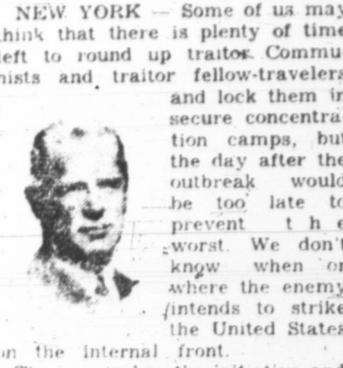 NEW YORK — Some of us may
think that there is plenty of time
left to round up traitor Commu-
nists and traitor fellow-travelers
and lock them in
secure concentra-
tion camps, but
the day after the
outbreak would
be too late to
prevent t h e
worst. We don't
know when or
where the enemy
intends to strike
the United States
on the internal front.